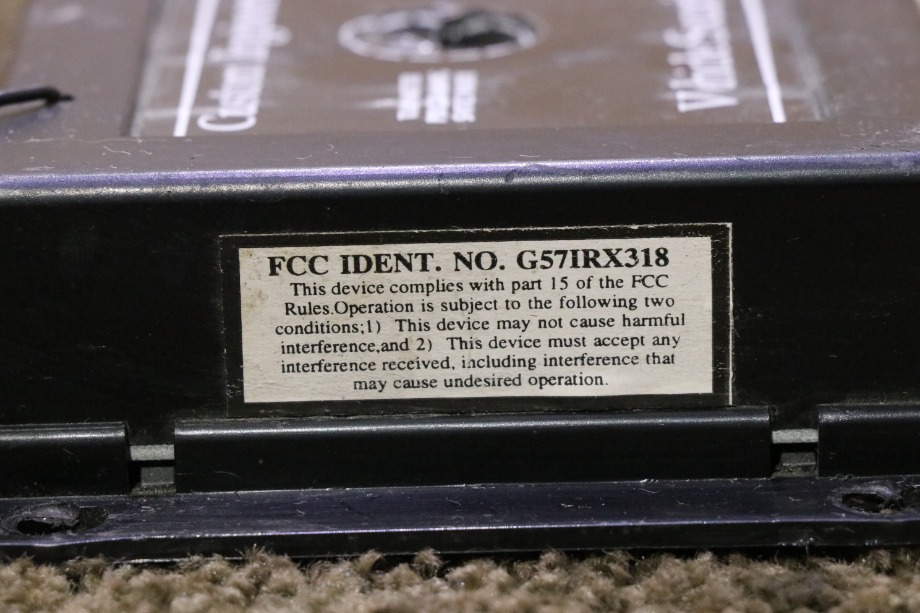 FCC IDENT. NO. G57IRX318
This device complies with part 15 of the FCC
Rules.Operation is subject to the following two
conditions;1) This device may not cause harmful
interference,and 2) This device must accept any
interference received, including interference that
may cause undesired operation.